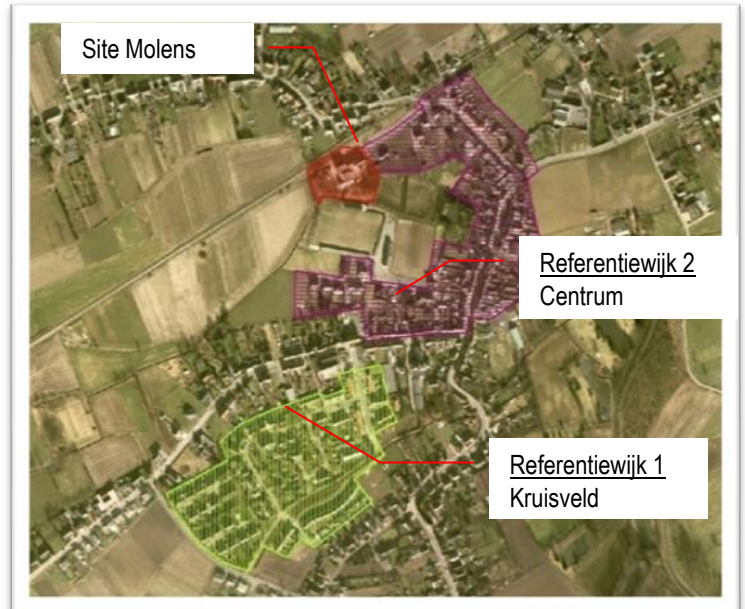 Site Molens
Referentiewijk 2
Centrum
Referentiewijk 1
Kruisveld